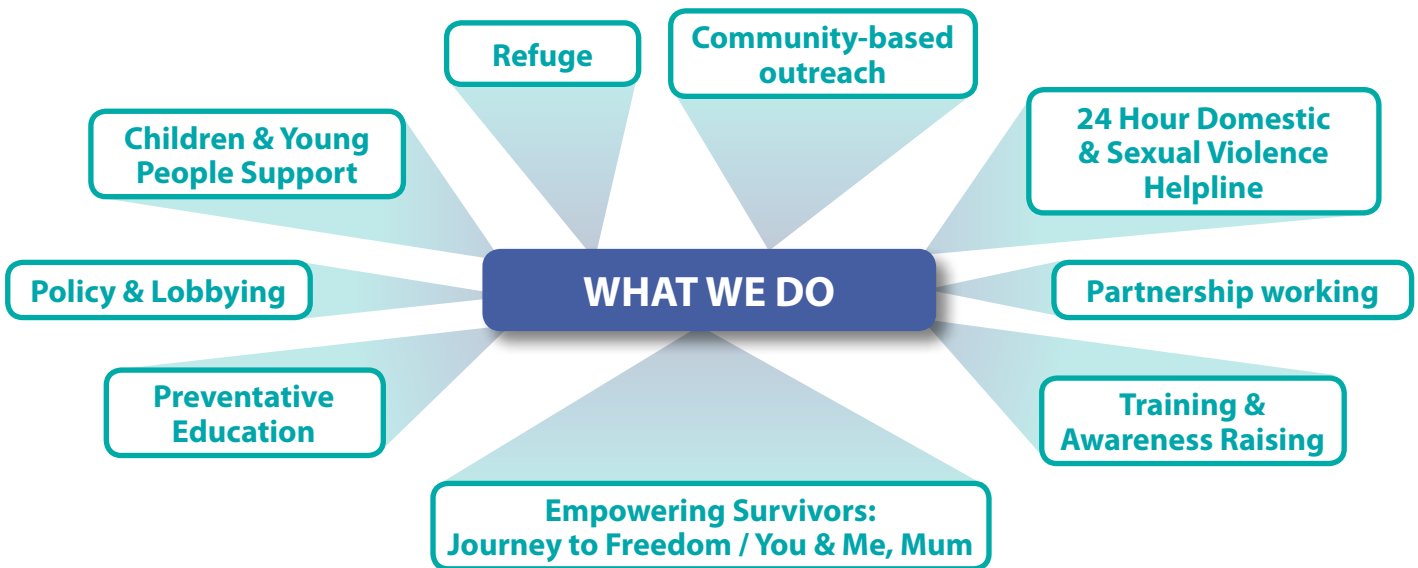 Refuge
Community-based
outreach
Children & Young
People Support
24 Hour Domestic
& Sexual Violence
Helpline
Policy & Lobbying
WHAT WE DO
Partnership working
Preventative
Education
Training &
Awareness Raising
Empowering Survivors:
Journey to Freedom / You & Me, Mum